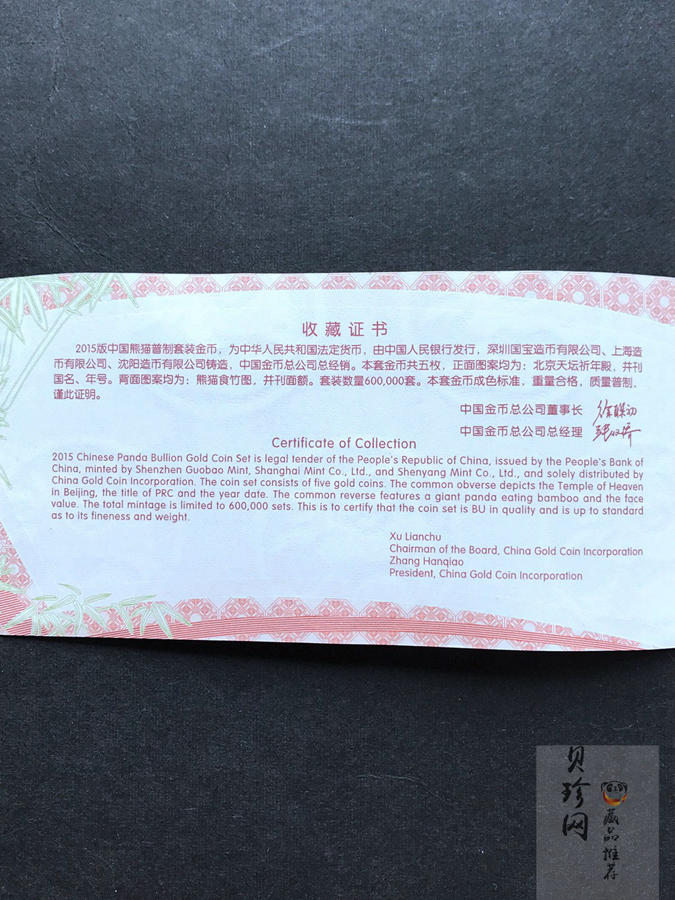 收藏证书
2015版中国熊猫普制套装金币，为中华人民共和国法定货币，由中国人民银行发行，深圳国宝造币有限公司、上海造
币有限公司、沈阳造币有限公司铸造，中国金币总公司总经销。本套金币共五枚，正面图案均为：北京天坛祈年殿，并刊
国名、年号。背面图案均为：熊猫食竹图，并刊面额。套装数量600,000套。本套金币成色标准，重量合格，质量普制，
谨此证明。
中国金币总公司董事长
中国金币总公司总经理
Certificate of Collection
2015 Chinese Panda Bullion Gold Coin Set is legal tender of the People's Republic of China, issued by the People's Bank of
China, minted by Shenzhen Guobao Mint, Shanghai Mint Co., Ltd., and Shenyang Mint Co., Ltd., and solely distributed by
China Gold Coin Incorporation. The coin set consists of five gold coins. The common obverse depicts the Temple of Heaven
in Beijing, the title of PRC and the year date. The common reverse features a giant panda eating bamboo and the face
value. The total mintage is limited to 600,000 sets. This is to certify that the coin set is BU in quality and is up to standard
as to its fineness and weight.
Xu Lianchu
Chairman of the Board, China Gold Coin Incorporation
Zhang Hanqiao
President, China Gold Coin Incorporation
贝珍网
藏品推荐